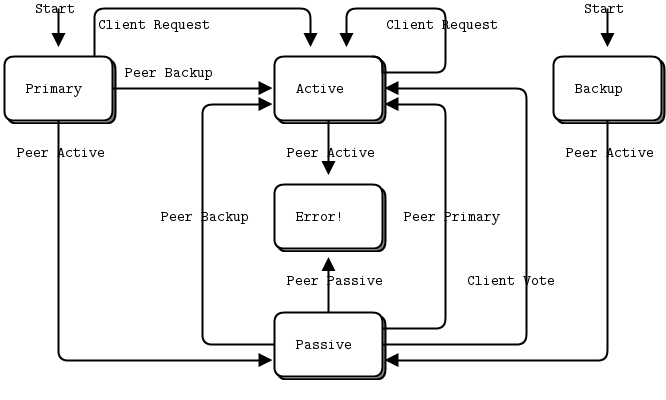 Start
Start
Client Request
Client Request
Peer Backup
Primary
Active
Backup
Peer Active
Peer Active
Peer Active
Peer Backup
Error!
Peer Primary
Peer Passive
Client Vote
Passive